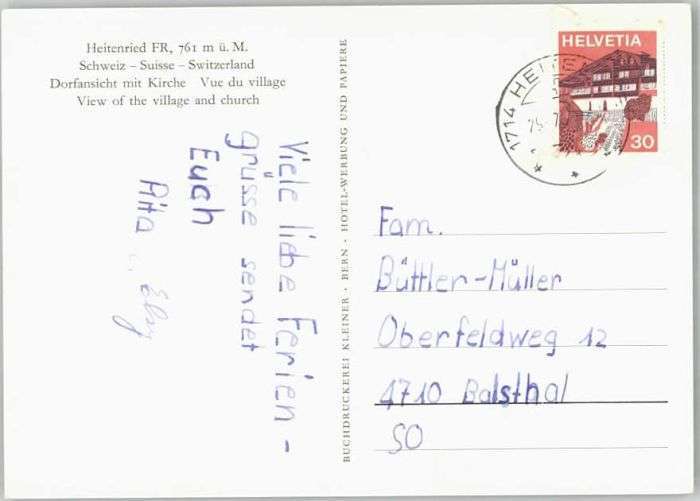 Heitenried FR, 761 m ü. M.
Schweiz – Suisse – Switzerland
Dorfansicht mit Kirche Vue du village
View of the village and church
Viele liebe Ferien-
grüsse sendet
Euch
Rita
BUCHDRUCKEREI KLEINER · BERN · HOTEL-WERBUNG UND PAPIERE
HELVETIA
30
1714 HEITE
Fam.
Büttler-Müller
Oberfeldweg 12
4710 Balsthal
SO